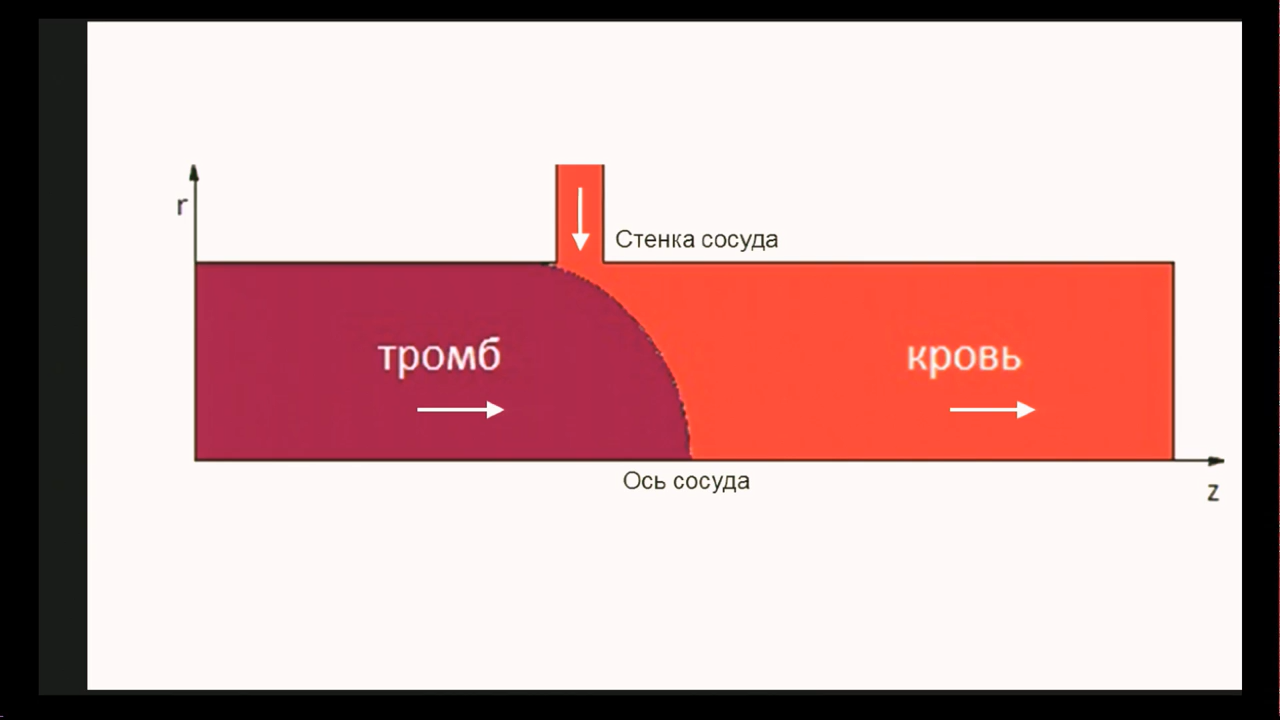 r
Стенка сосуда
тромб
кровь
Ось сосуда
z